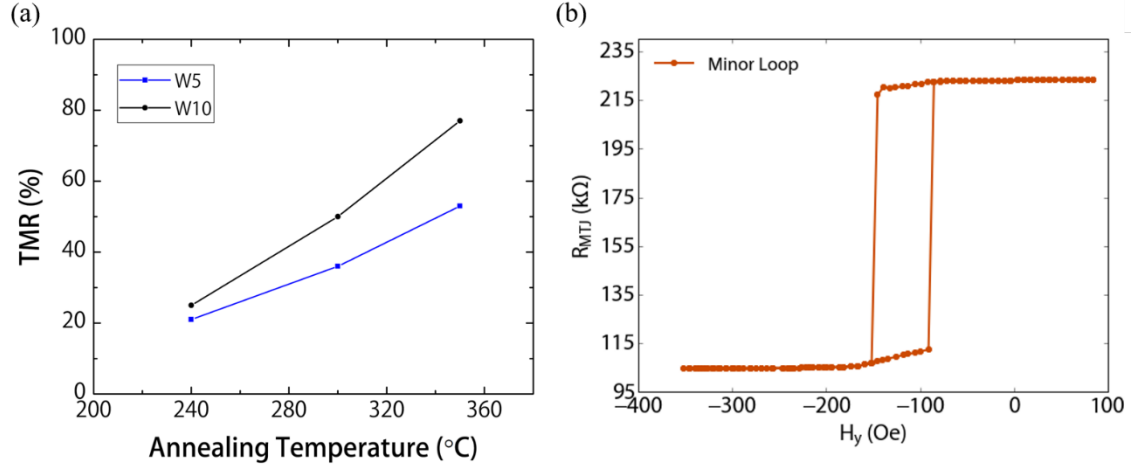 (a)
100
80
60
40
20
0
TMR (%)
W5
W10
200
240
280
320
360
Annealing Temperature (°C)
(b)
235
215
195
175
155
135
115
95
R_MTJ (kΩ)
Minor Loop
−400
−300
−200
−100
0
100
H_y (Oe)